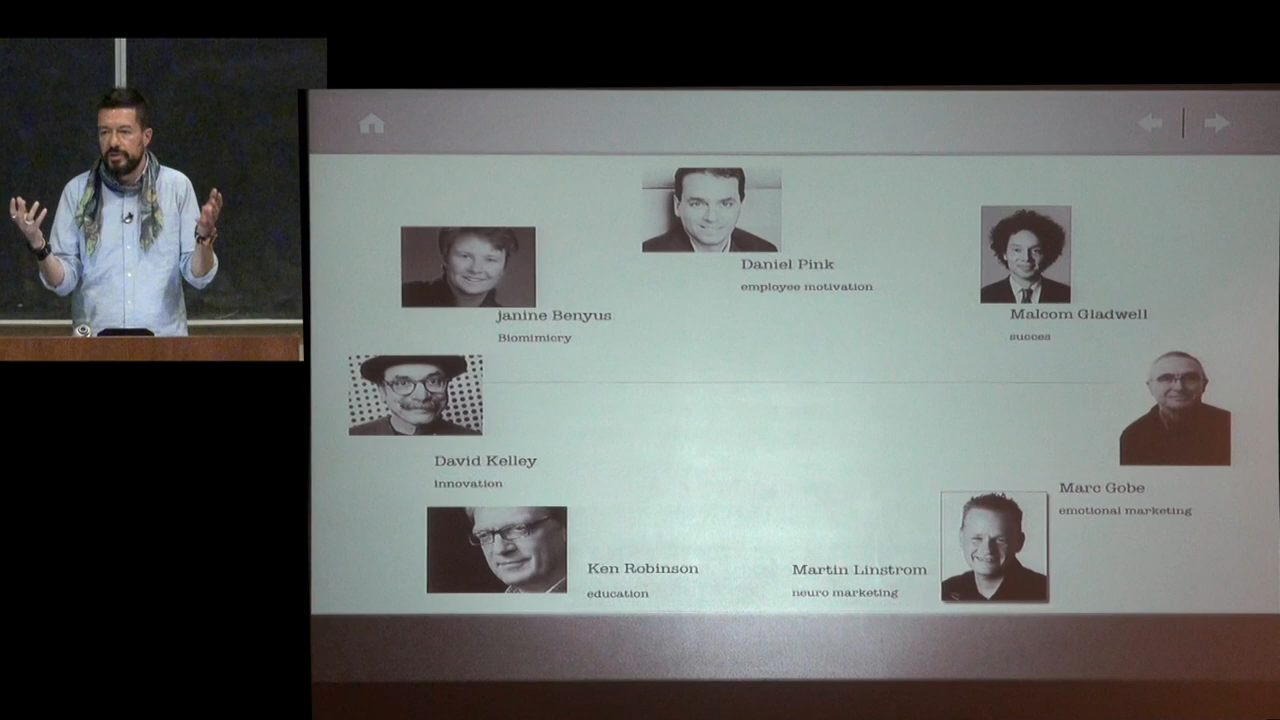 Daniel Pink
employee motivation
janine Benyus
Biomimicry
Malcom Gladwell
succes
David Kelley
innovation
Marc Gobe
emotional marketing
Ken Robinson
education
Martin Linstrom
neuro marketing